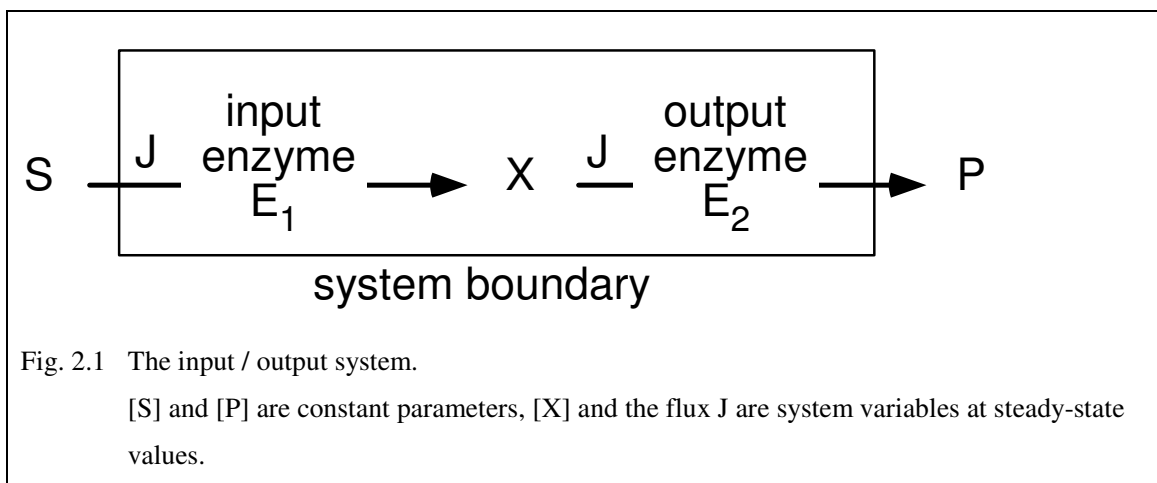 input output
J enzyme J enzyme
S E₁ X E₂ P
system boundary
Fig. 2.1 The input / output system.
[S] and [P] are constant parameters, [X] and the flux J are system variables at steady-state
values.